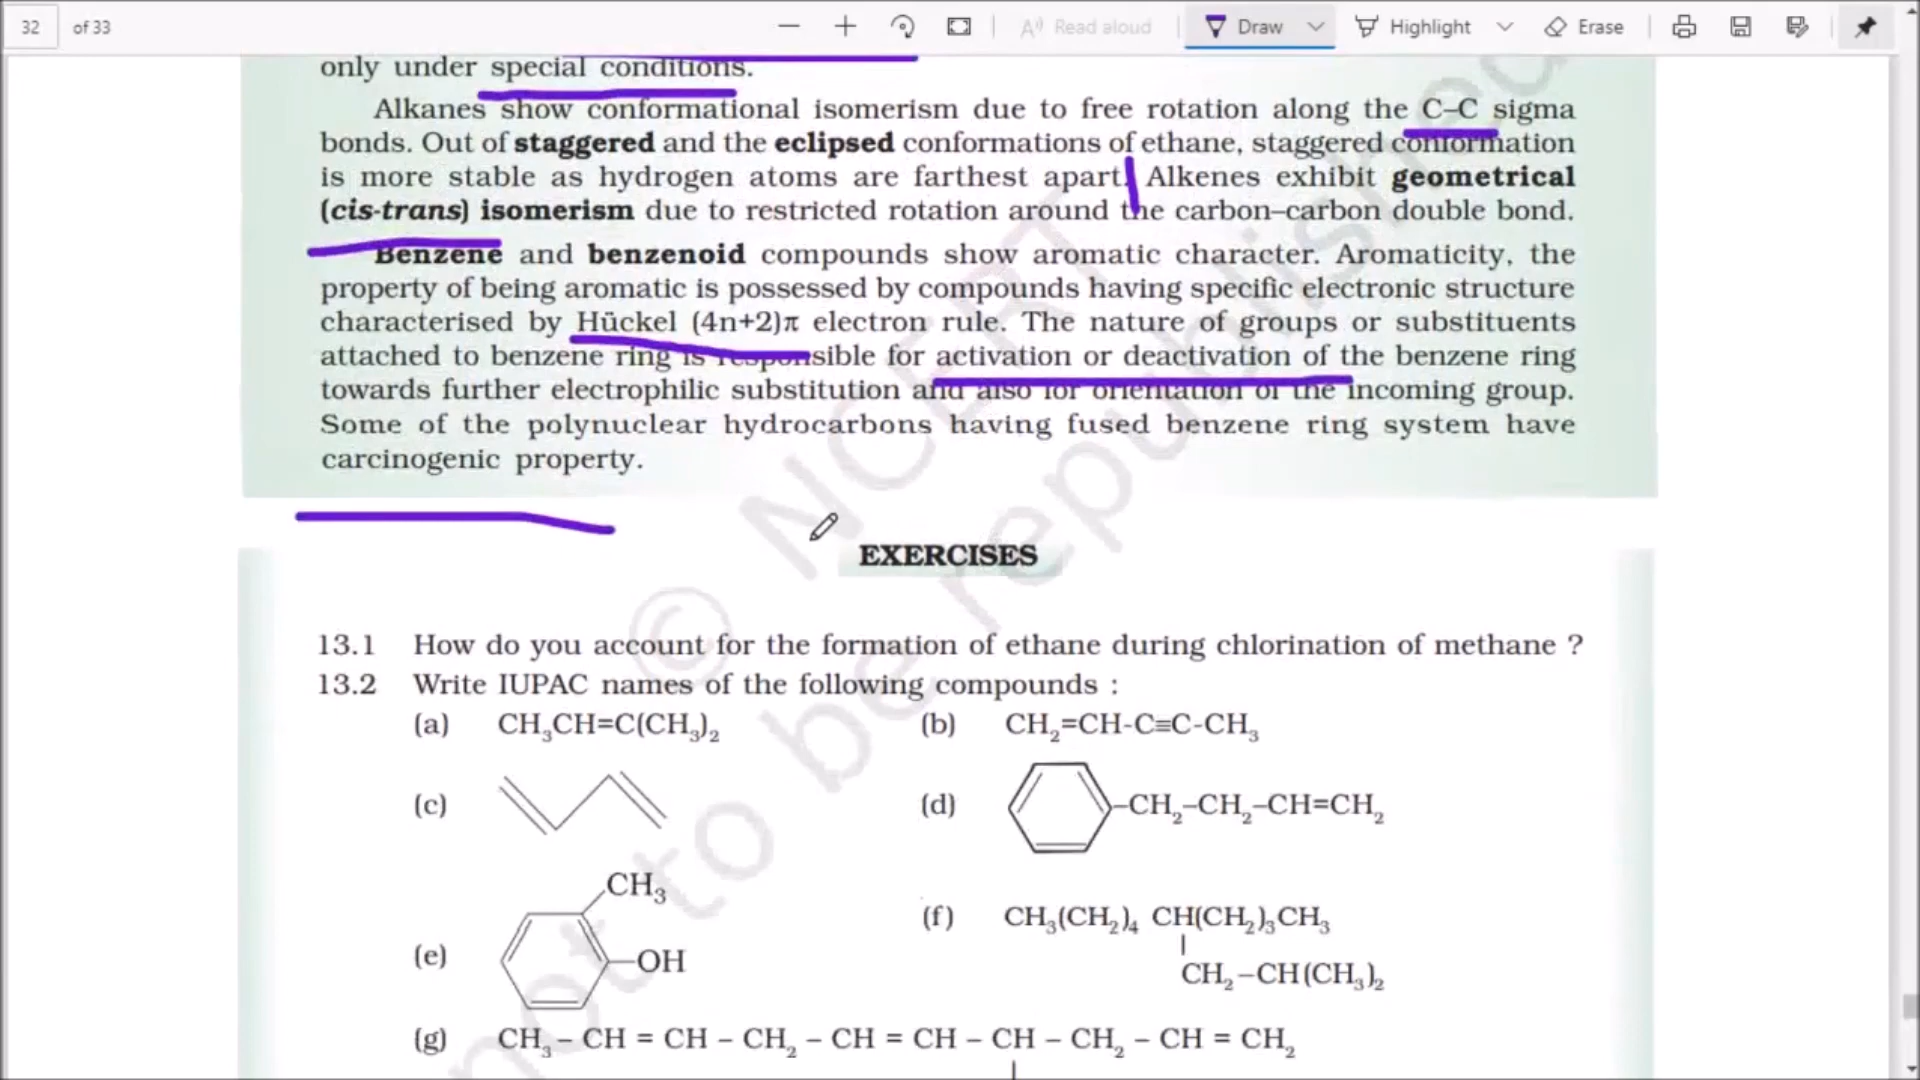 32 of 33 Read aloud Draw Highlight Erase
only under special conditions.
Alkanes show conformational isomerism due to free rotation along the C–C sigma
bonds. Out of staggered and the eclipsed conformations of ethane, staggered conformation
is more stable as hydrogen atoms are farthest apart. Alkenes exhibit geometrical
(cis-trans) isomerism due to restricted rotation around the carbon–carbon double bond.
Benzene and benzenoid compounds show aromatic character. Aromaticity, the
property of being aromatic is possessed by compounds having specific electronic structure
characterised by Hückel (4n+2)π electron rule. The nature of groups or substituents
attached to benzene ring is responsible for activation or deactivation of the benzene ring
towards further electrophilic substitution and also for orientation of the incoming group.
Some of the polynuclear hydrocarbons having fused benzene ring system have
carcinogenic property.
© NCERT
not to be republished
EXERCISES
13.1 How do you account for the formation of ethane during chlorination of methane ?
13.2 Write IUPAC names of the following compounds :
(a) CH₃CH=C(CH₃)₂ (b) CH₂=CH-C≡C-CH₃
(c) (d) –CH₂–CH₂–CH=CH₂
CH₃
(e) OH
(f) CH₃(CH₂)₄ CH(CH₂)₃CH₃
CH₂–CH(CH₃)₂
(g) CH₃ – CH = CH – CH₂ – CH = CH – CH – CH₂ – CH = CH₂